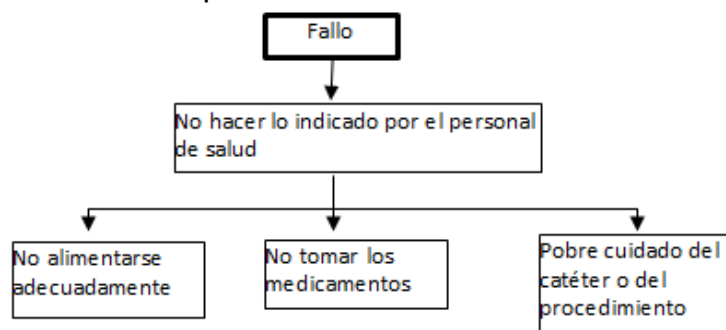 Fallo
No hacer lo indicado por el personal
de salud
No alimentarse
adecuadamente
No tomar los
medicamentos
Pobre cuidado del
catéter o del
procedimiento